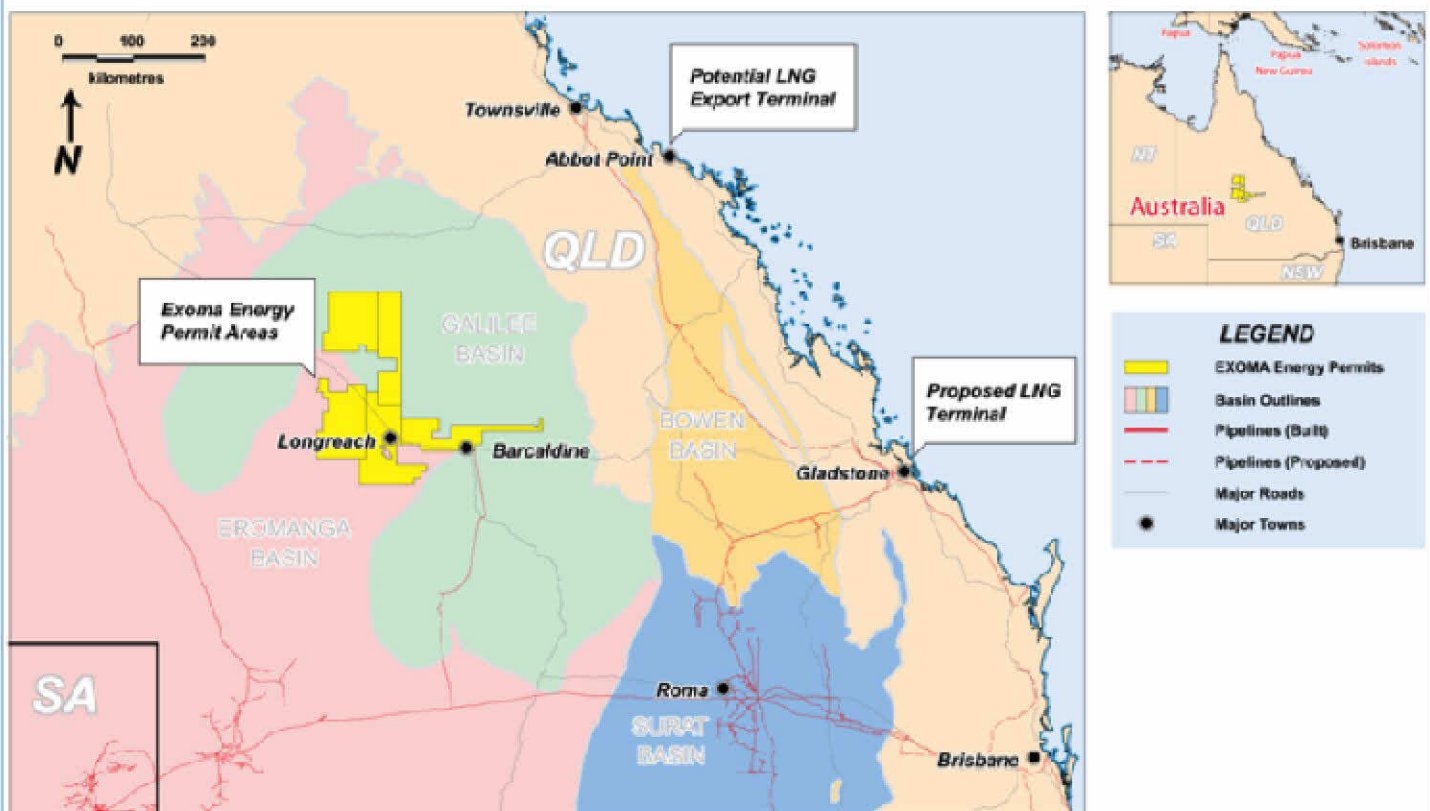 0 100 200
kilometres
N
Townsville
Potential LNG
Export Terminal
Abbot Point
QLD
Exoma Energy
Permit Areas
GALILEE
BASIN
Longreach
Barcaldine
BOWEN
BASIN
Proposed LNG
Terminal
Gladstone
EROMANGA
BASIN
SA
Roma
SURAT
BASIN
Brisbane
Papua
Papua
New Guinea
Solomon
Islands
NT
Australia
QLD
SA
Brisbane
NSW
LEGEND
EXOMA Energy Permits
Basin Outlines
Pipelines (Built)
Pipelines (Proposed)
Major Roads
Major Towns